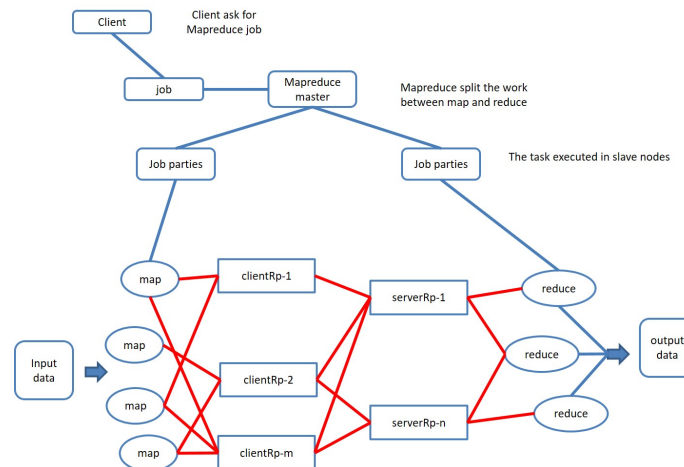 Client
Client ask for
Mapreduce job
job
Mapreduce
master
Mapreduce split the work
between map and reduce
Job parties
Job parties
The task executed in slave nodes
map
clientRp-1
serverRp-1
reduce
map
Input
data
reduce
output
data
map
clientRp-2
serverRp-n
reduce
map
clientRp-m